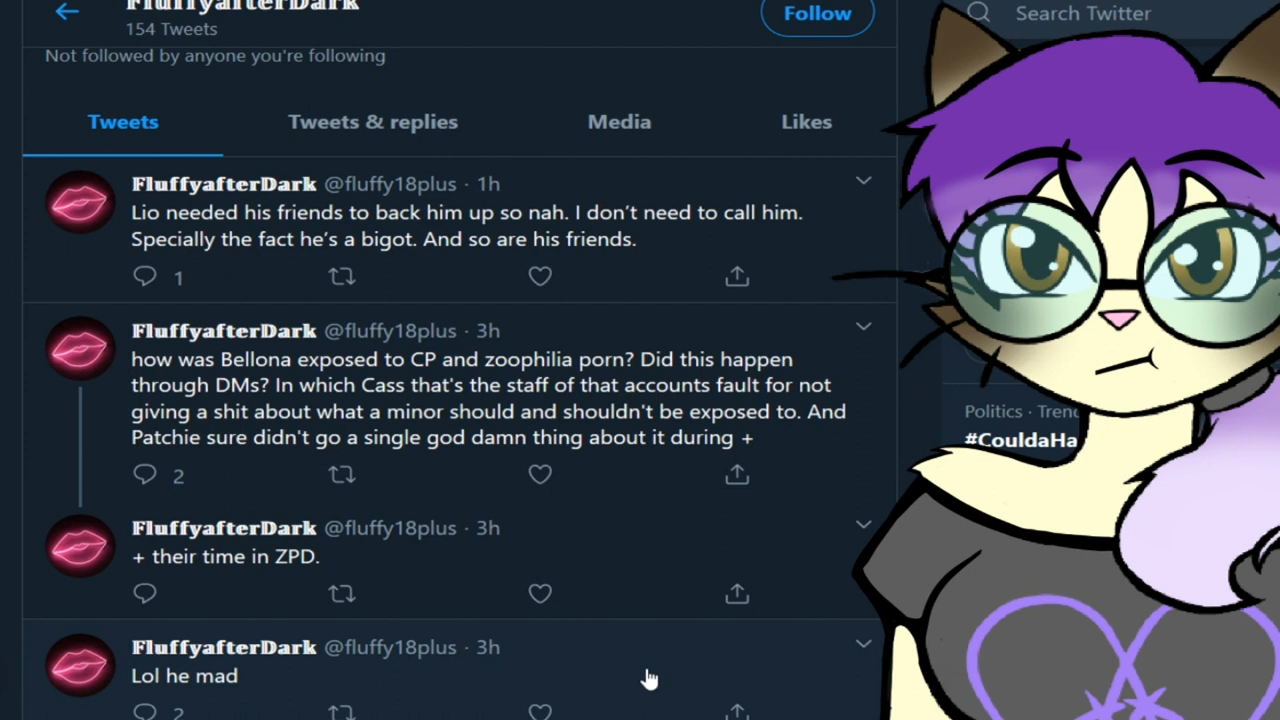 FluffyafterDark
154 Tweets
Follow
Search Twitter
Not followed by anyone you're following
Tweets
Tweets & replies
Media
Likes
FluffyafterDark @fluffy18plus · 1h
Lio needed his friends to back him up so nah. I don't need to call him.
Specially the fact he's a bigot. And so are his friends.
1
FluffyafterDark @fluffy18plus · 3h
how was Bellona exposed to CP and zoophilia porn? Did this happen
through DMs? In which Cass that's the staff of that accounts fault for not
giving a shit about what a minor should and shouldn't be exposed to. And
Patchie sure didn't go a single god damn thing about it during +
2
Politics · Trend
#CouldaHa
FluffyafterDark @fluffy18plus · 3h
+ their time in ZPD.
FluffyafterDark @fluffy18plus · 3h
Lol he mad
2